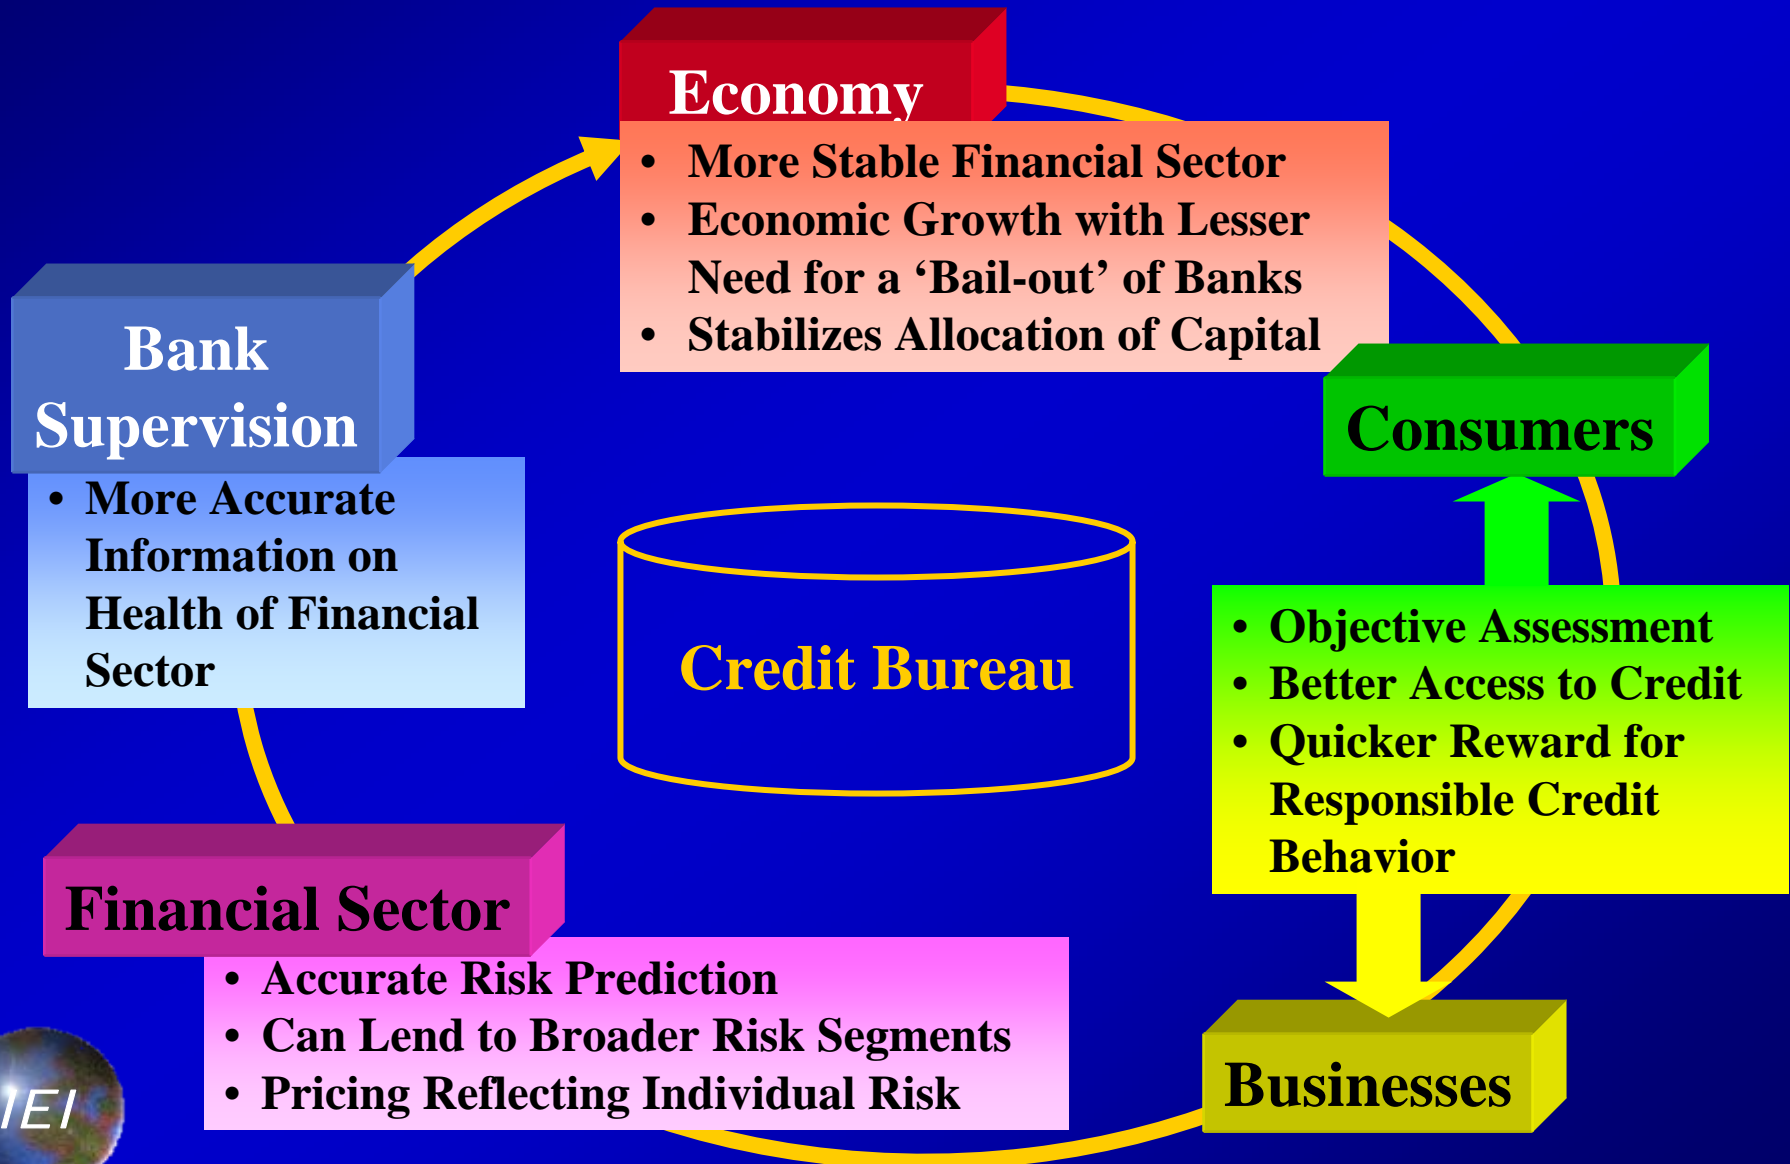 Economy
• More Stable Financial Sector
• Economic Growth with Lesser
Need for a ‘Bail-out’ of Banks
• Stabilizes Allocation of Capital
Bank
Supervision
• More Accurate
Information on
Health of Financial
Sector
Consumers
Credit Bureau
• Objective Assessment
• Better Access to Credit
• Quicker Reward for
Responsible Credit
Behavior
Financial Sector
• Accurate Risk Prediction
• Can Lend to Broader Risk Segments
• Pricing Reflecting Individual Risk
Businesses
IEI